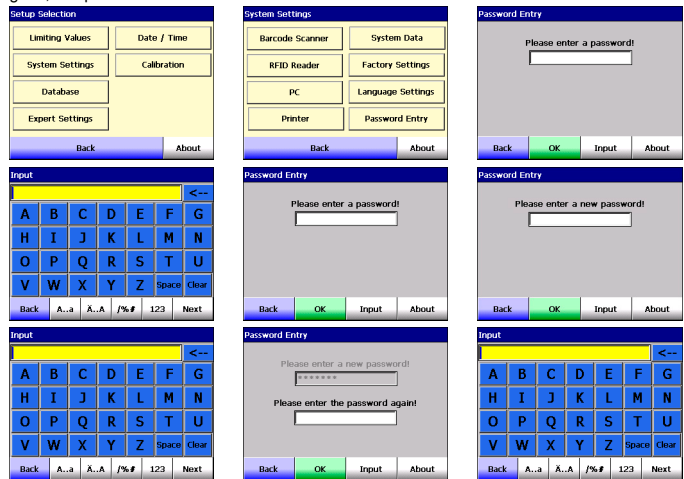 Setup Selection
Limiting Values Date / Time
System Settings Calibration
Database
Expert Settings
Back About
System Settings
Barcode Scanner System Data
RFID Reader Factory Settings
PC Language Settings
Printer Password Entry
Back About
Password Entry
Please enter a password!
Back OK Input About
Input
<--
A B C D E F G
H I J K L M N
O P Q R S T U
V W X Y Z Space Clear
Back A..a Ä..A /%# 123 Next
Password Entry
Please enter a password!
Back OK Input About
Password Entry
Please enter a new password!
Back OK Input About
Input
<--
A B C D E F G
H I J K L M N
O P Q R S T U
V W X Y Z Space Clear
Back A..a Ä..A /%# 123 Next
Password Entry
Please enter a new password!
*******
Please enter the password again!
Back OK Input About
Input
<--
A B C D E F G
H I J K L M N
O P Q R S T U
V W X Y Z Space Clear
Back A..a Ä..A /%# 123 Next